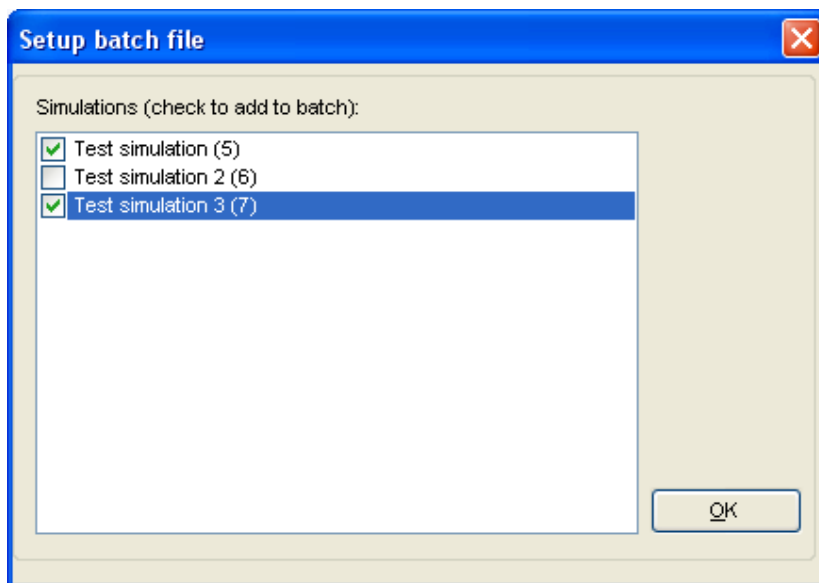 Setup batch file
Simulations (check to add to batch):
Test simulation (5)
Test simulation 2 (6)
Test simulation 3 (7)
OK